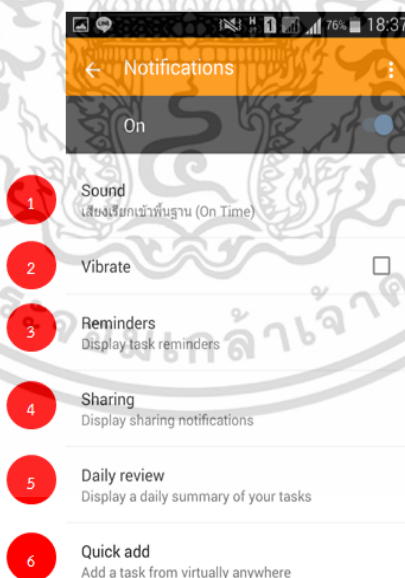 H 1 76% 18:37
Notifications
On
1
Sound
เสียงเรียกเข้าพื้นฐาน (On Time)
2
Vibrate
3
Reminders
Display task reminders
4
Sharing
Display sharing notifications
5
Daily review
Display a daily summary of your tasks
6
Quick add
Add a task from virtually anywhere